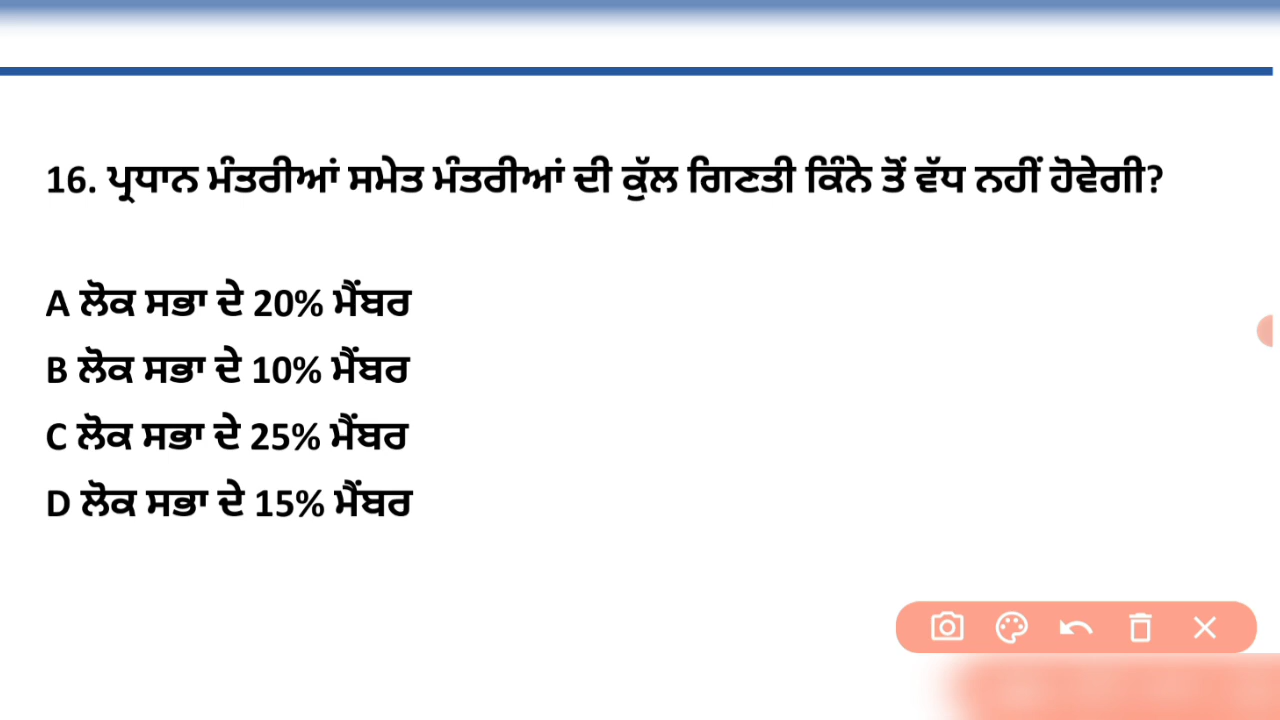 16. ਪ੍ਰਧਾਨ ਮੰਤਰੀਆਂ ਸਮੇਤ ਮੰਤਰੀਆਂ ਦੀ ਕੁੱਲ ਗਿਣਤੀ ਕਿੰਨੇ ਤੋਂ ਵੱਧ ਨਹੀਂ ਹੋਵੇਗੀ?
A ਲੋਕ ਸਭਾ ਦੇ 20% ਮੈਂਬਰ
B ਲੋਕ ਸਭਾ ਦੇ 10% ਮੈਂਬਰ
C ਲੋਕ ਸਭਾ ਦੇ 25% ਮੈਂਬਰ
D ਲੋਕ ਸਭਾ ਦੇ 15% ਮੈਂਬਰ